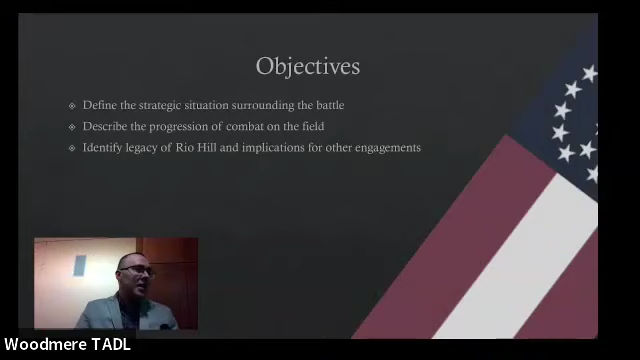 Objectives
Define the strategic situation surrounding the battle
Describe the progression of combat on the field
Identify legacy of Rio Hill and implications for other engagements
Woodmere TADL